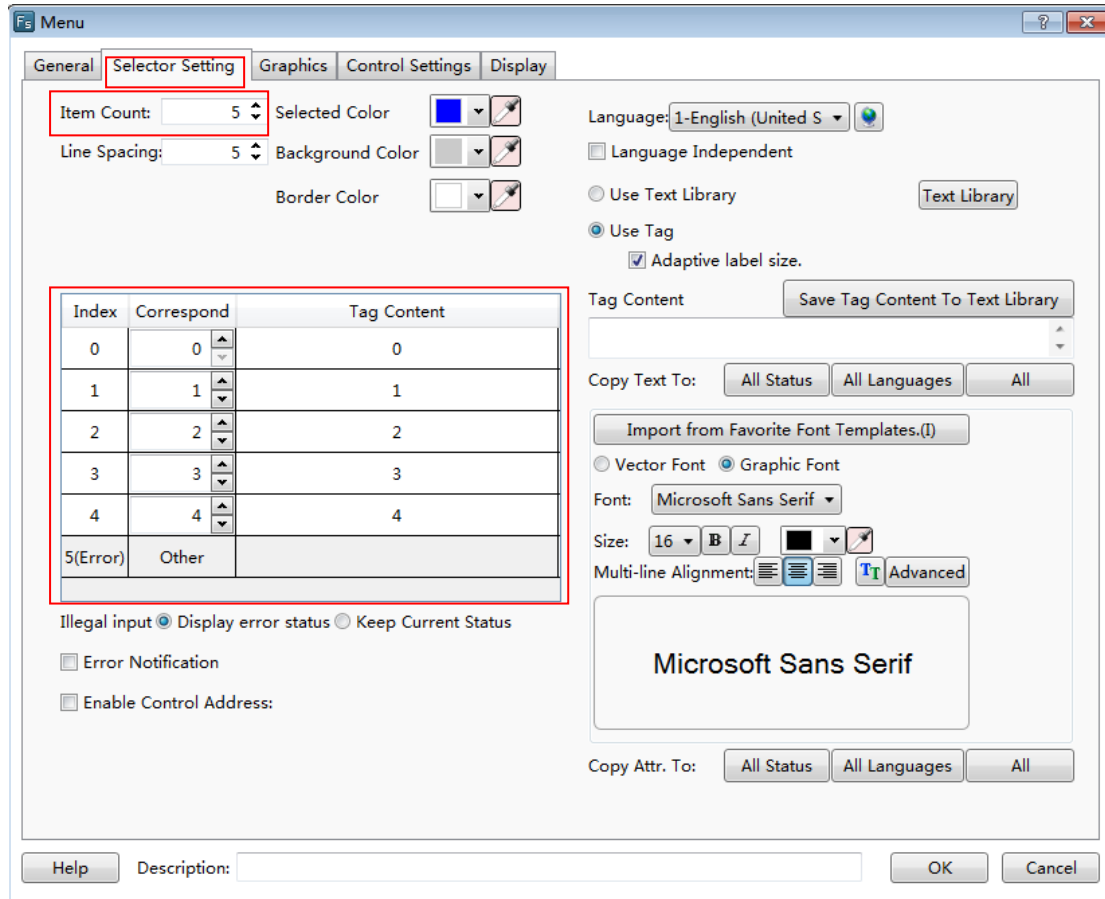 Fs Menu
General Selector Setting Graphics Control Settings Display
Item Count: 5 Selected Color
Line Spacing: 5 Background Color
Border Color
Language: 1-English (United S
Language Independent
Use Text Library Text Library
Use Tag
Adaptive label size.
Index Correspond Tag Content
0 0 0
1 1 1
2 2 2
3 3 3
4 4 4
5(Error) Other
Illegal input Display error status Keep Current Status
Error Notification
Enable Control Address:
Tag Content Save Tag Content To Text Library
Copy Text To: All Status All Languages All
Import from Favorite Font Templates.(I)
Vector Font Graphic Font
Font: Microsoft Sans Serif
Size: 16 B I
Multi-line Alignment: TT Advanced
Microsoft Sans Serif
Copy Attr. To: All Status All Languages All
Help Description: OK Cancel